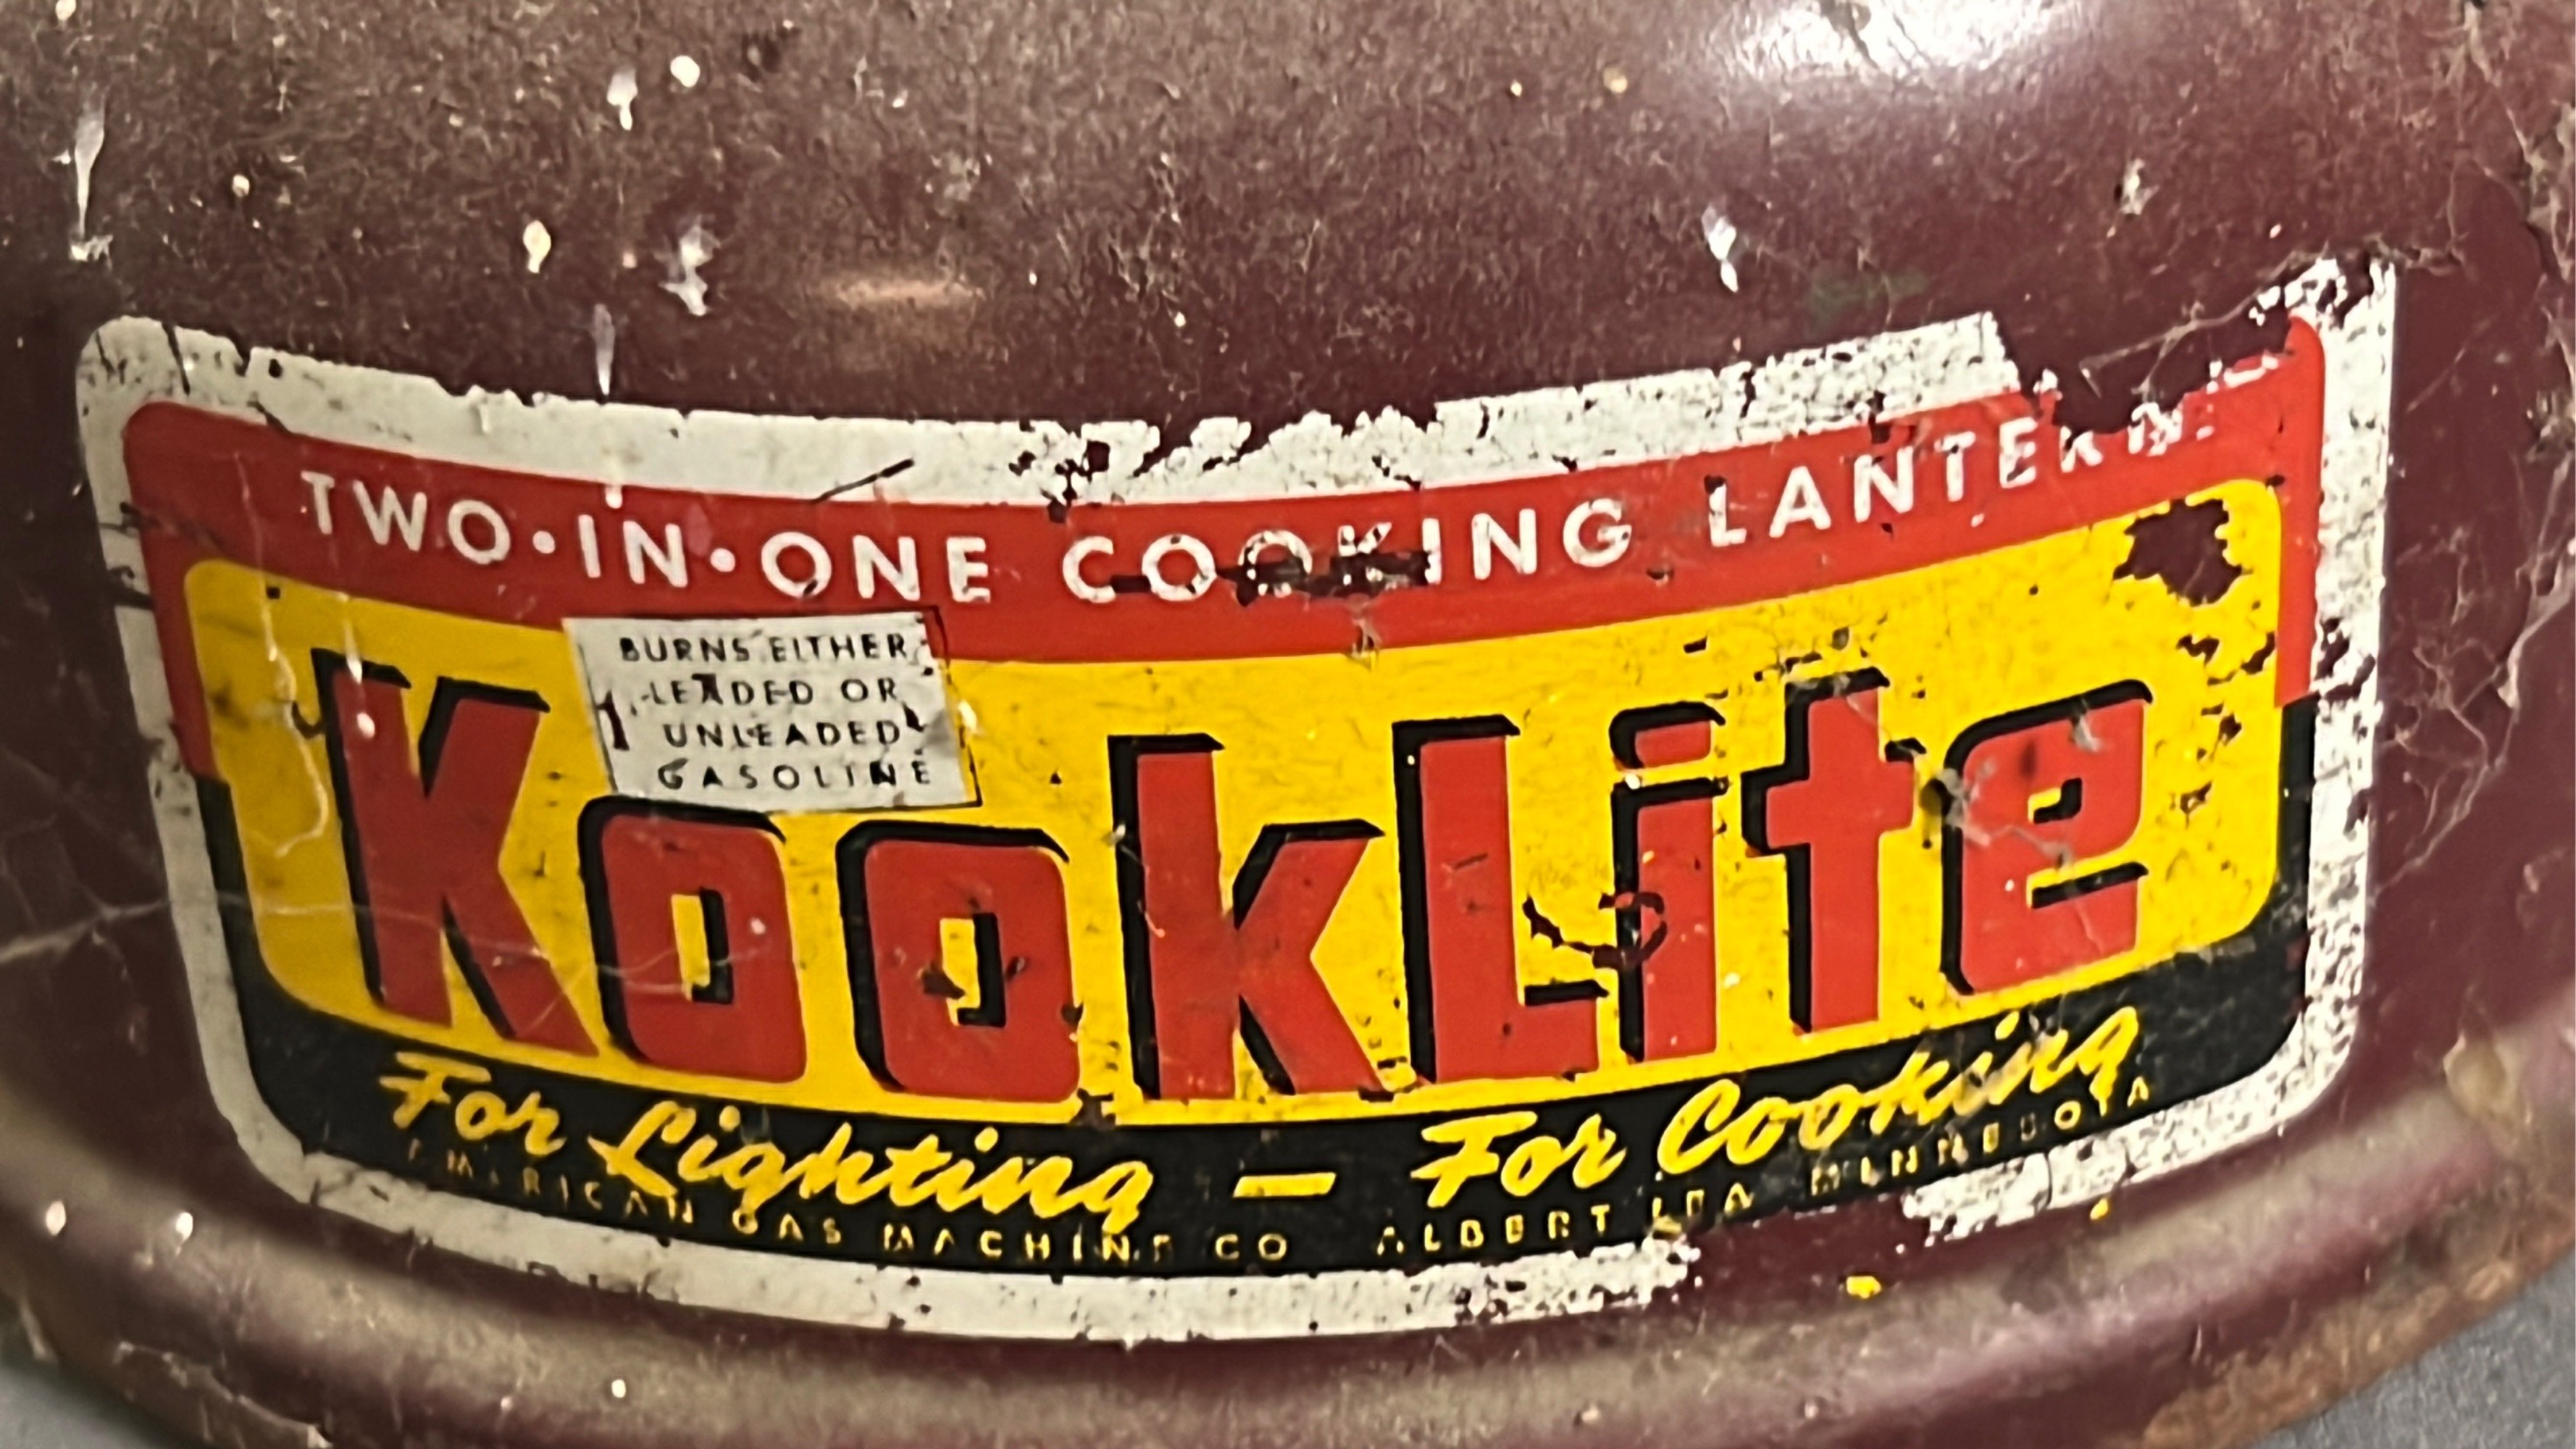 TWO·IN·ONE COOKING LANTERN
BURNS EITHER
LEADED OR
UNLEADED
GASOLINE
KookLite
For Lighting — For Cooking
AMERICAN GAS MACHINE CO ALBERT LEA MINNESOTA